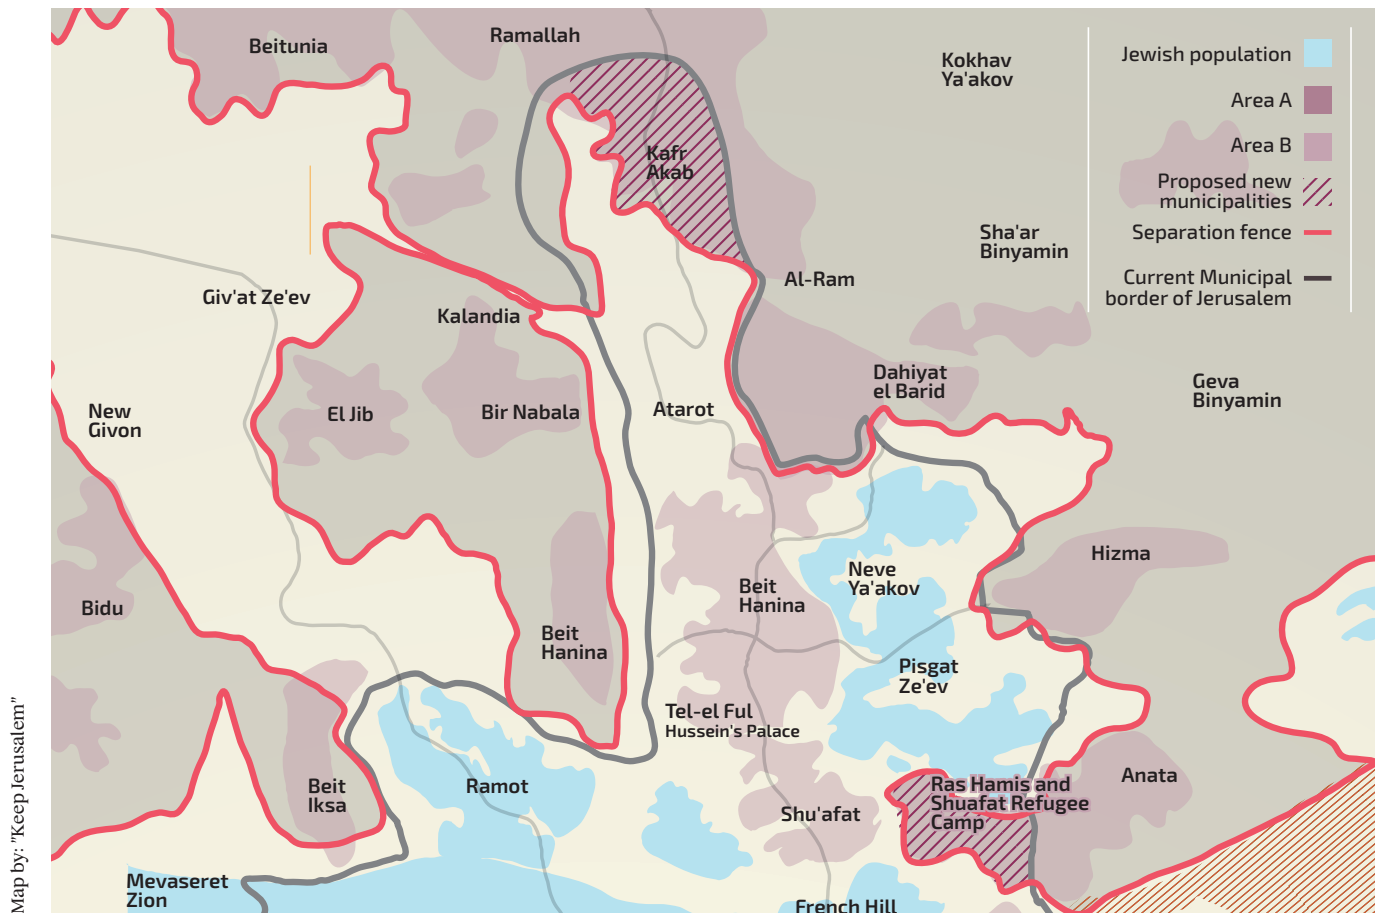 Beitunia
Ramallah
Kokhav
Ya'akov
Jewish population
Area A
Area B
Proposed new
municipalities
Separation fence
Current Municipal
border of Jerusalem
Kafr
Akab
Sha'ar
Binyamin
Al-Ram
Giv'at Ze'ev
Kalandia
Dahiyat
el Barid
Geva
Binyamin
New
Givon
El Jib
Bir Nabala
Atarot
Hizma
Neve
Ya'akov
Beit
Hanina
Bidu
Beit
Hanina
Pisgat
Ze'ev
Tel-el Ful
Hussein's Palace
Beit
Iksa
Ramot
Shu'afat
Ras Hamis and
Shuafat Refugee
Camp
Anata
Mevaseret
Zion
French Hill
Map by: "Keep Jerusalem"